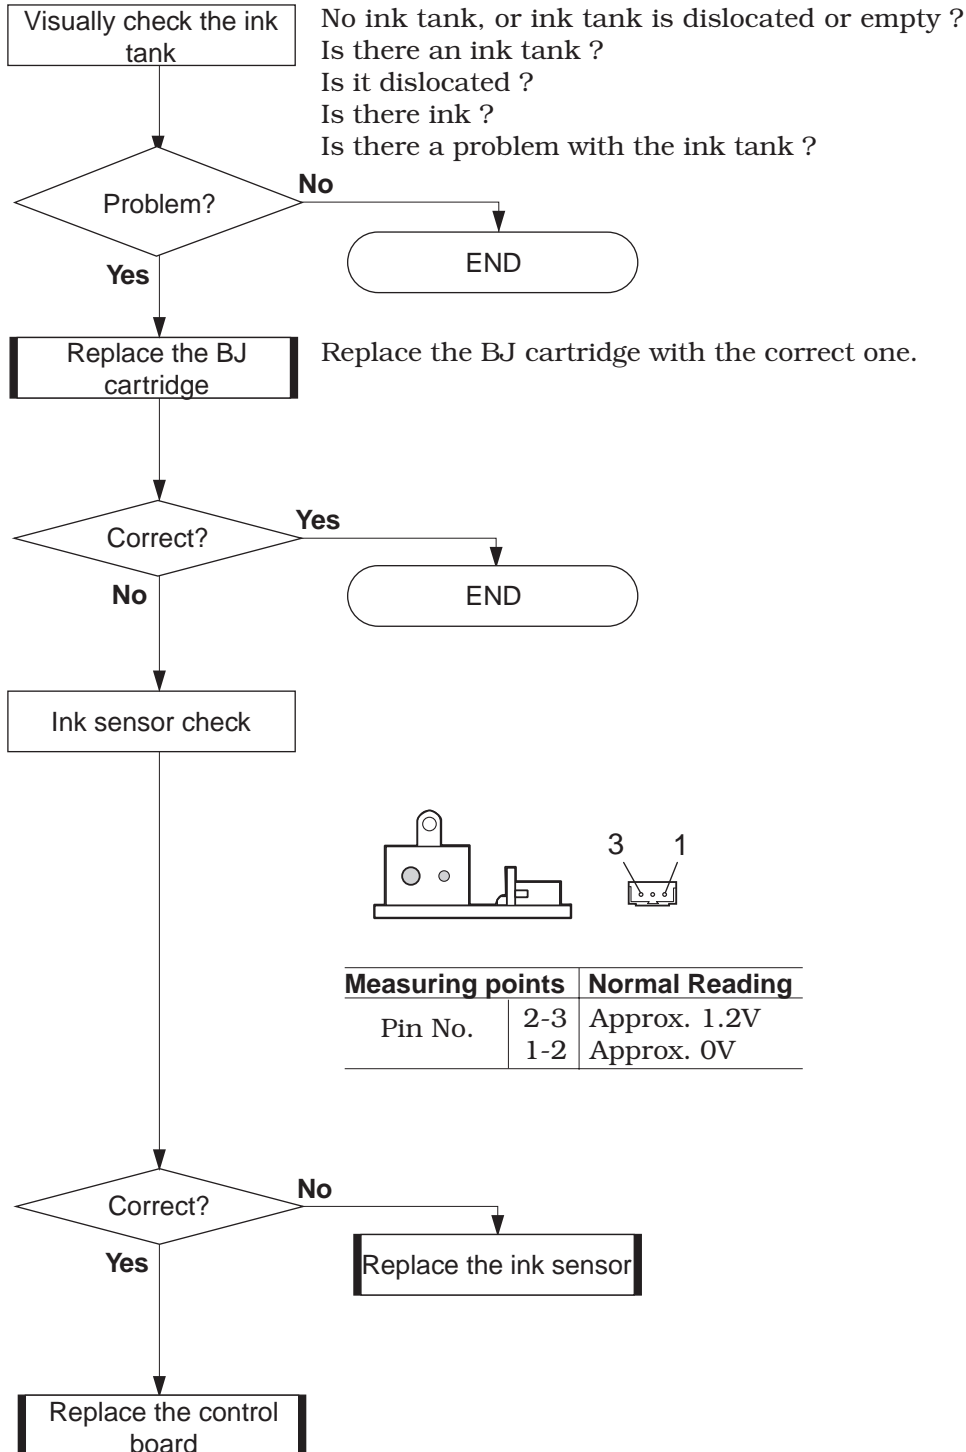 Visually check the ink
tank
No ink tank, or ink tank is dislocated or empty ?
Is there an ink tank ?
Is it dislocated ?
Is there ink ?
Is there a problem with the ink tank ?
Problem?
No
END
Yes
Replace the BJ
cartridge
Replace the BJ cartridge with the correct one.
Correct?
Yes
END
No
Ink sensor check
3 1
Measuring points Normal Reading
Pin No. 2-3 Approx. 1.2V
1-2 Approx. 0V
Correct?
No
Replace the ink sensor
Yes
Replace the control
board